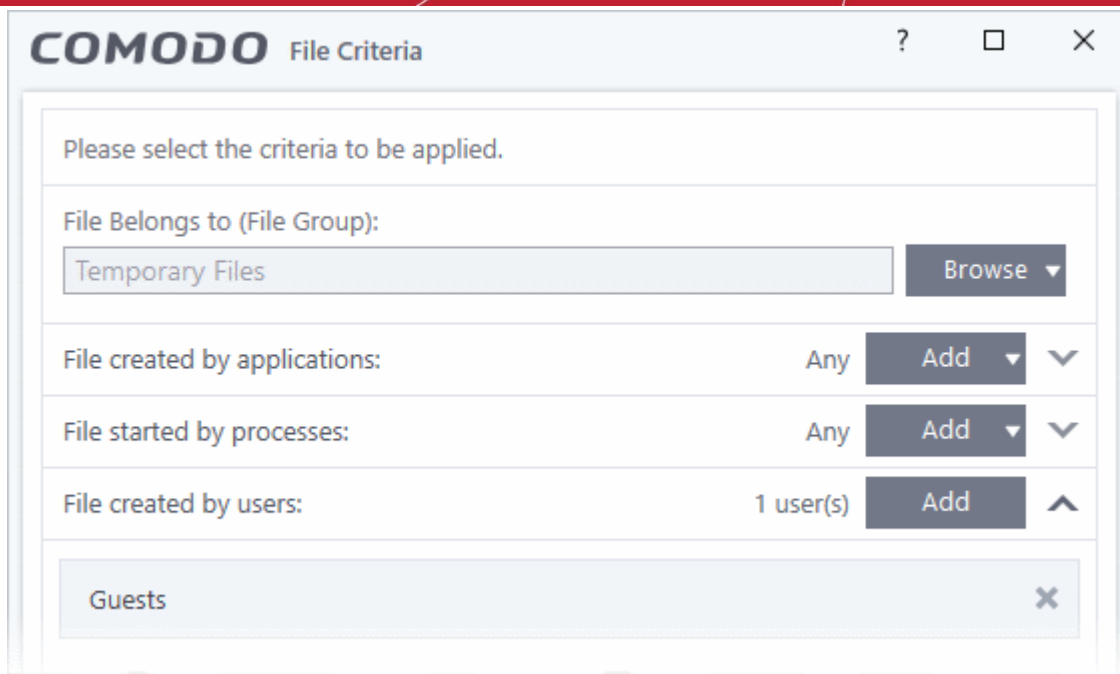 COMODO File Criteria ?
Please select the criteria to be applied.
File Belongs to (File Group):
Temporary Files Browse
File created by applications: Any Add
File started by processes: Any Add
File created by users: 1 user(s) Add
Guests